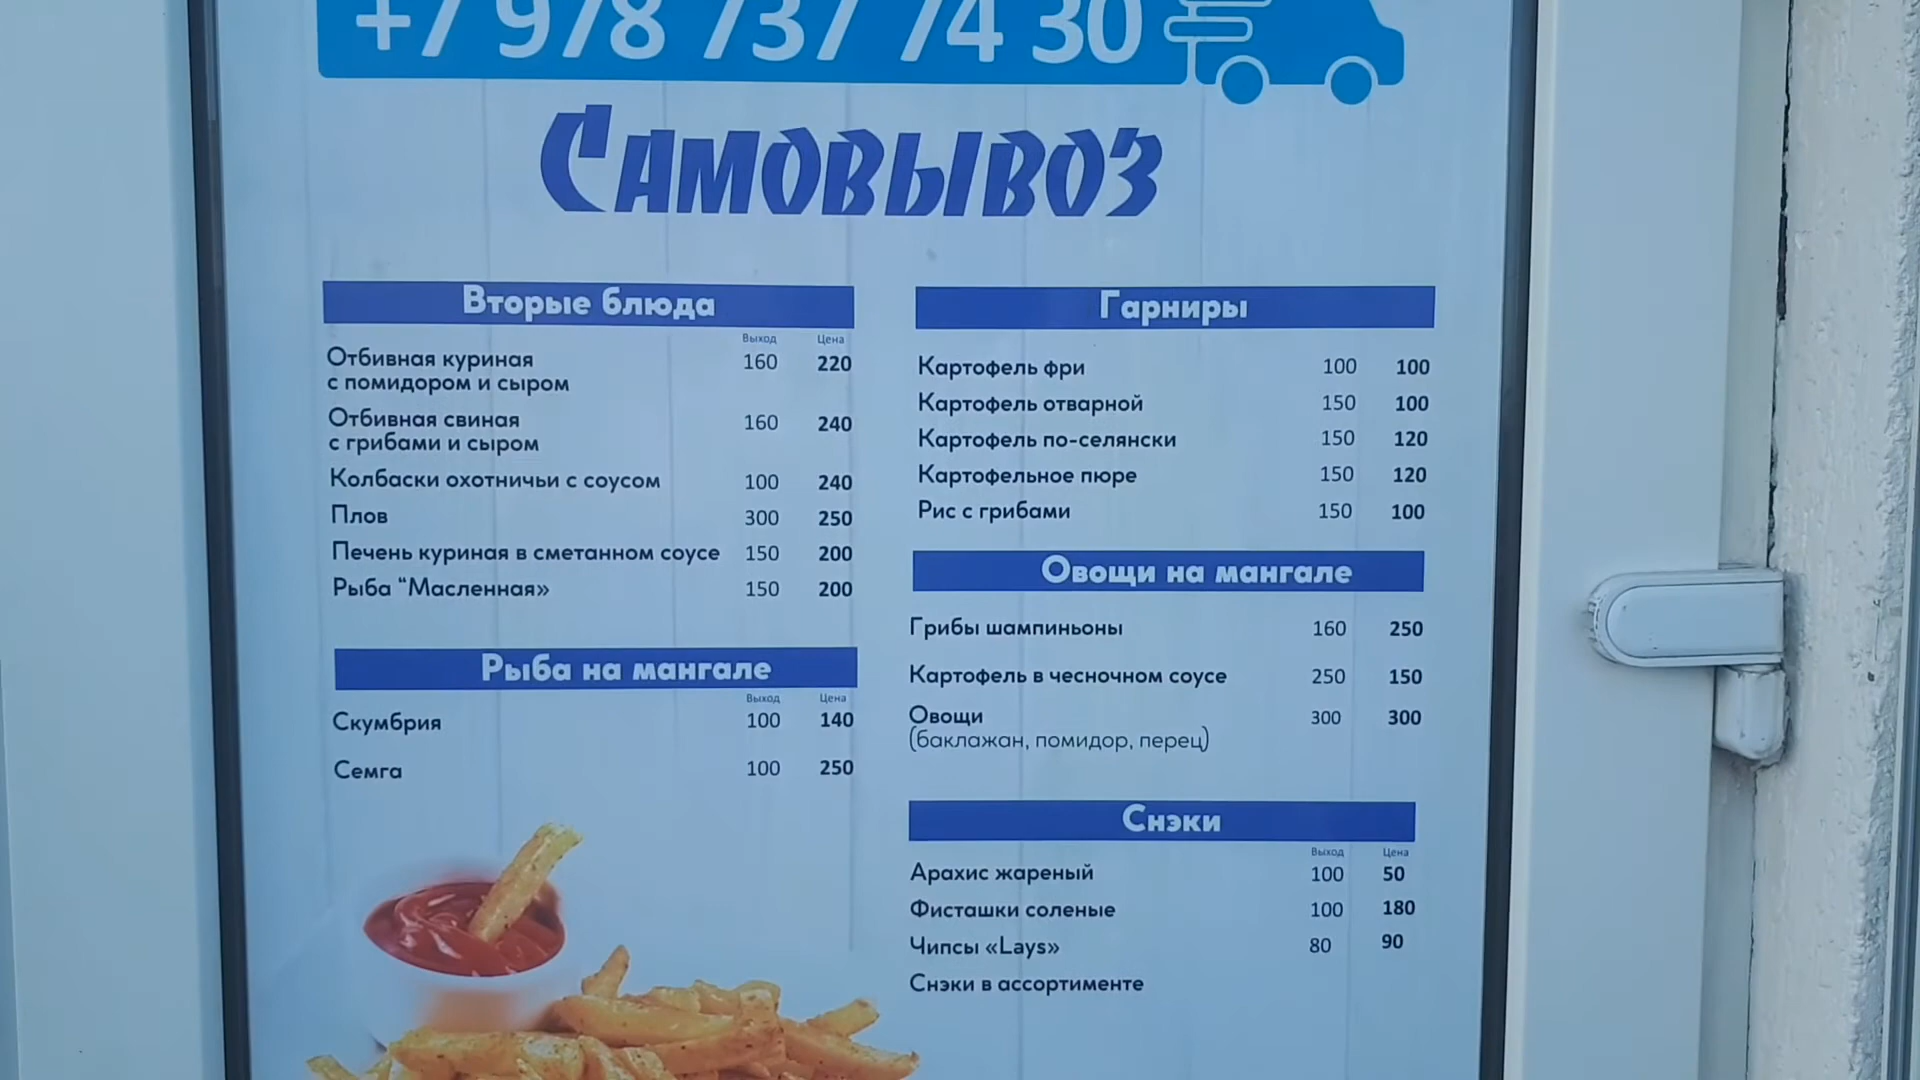 +7 978 737 74 30
Самовывоз
Вторые блюда
Выход Цена
Отбивная куриная 160 220
с помидором и сыром
Отбивная свиная 160 240
с грибами и сыром
Колбаски охотничьи с соусом 100 240
Плов 300 250
Печень куриная в сметанном соусе 150 200
Рыба “Масленная» 150 200
Рыба на мангале
Выход Цена
Скумбрия 100 140
Семга 100 250
Гарниры
Картофель фри 100 100
Картофель отварной 150 100
Картофель по-селянски 150 120
Картофельное пюре 150 120
Рис с грибами 150 100
Овощи на мангале
Грибы шампиньоны 160 250
Картофель в чесночном соусе 250 150
Овощи 300 300
(баклажан, помидор, перец)
Снэки
Выход Цена
Арахис жареный 100 50
Фисташки соленые 100 180
Чипсы «Lays» 80 90
Снэки в ассортименте